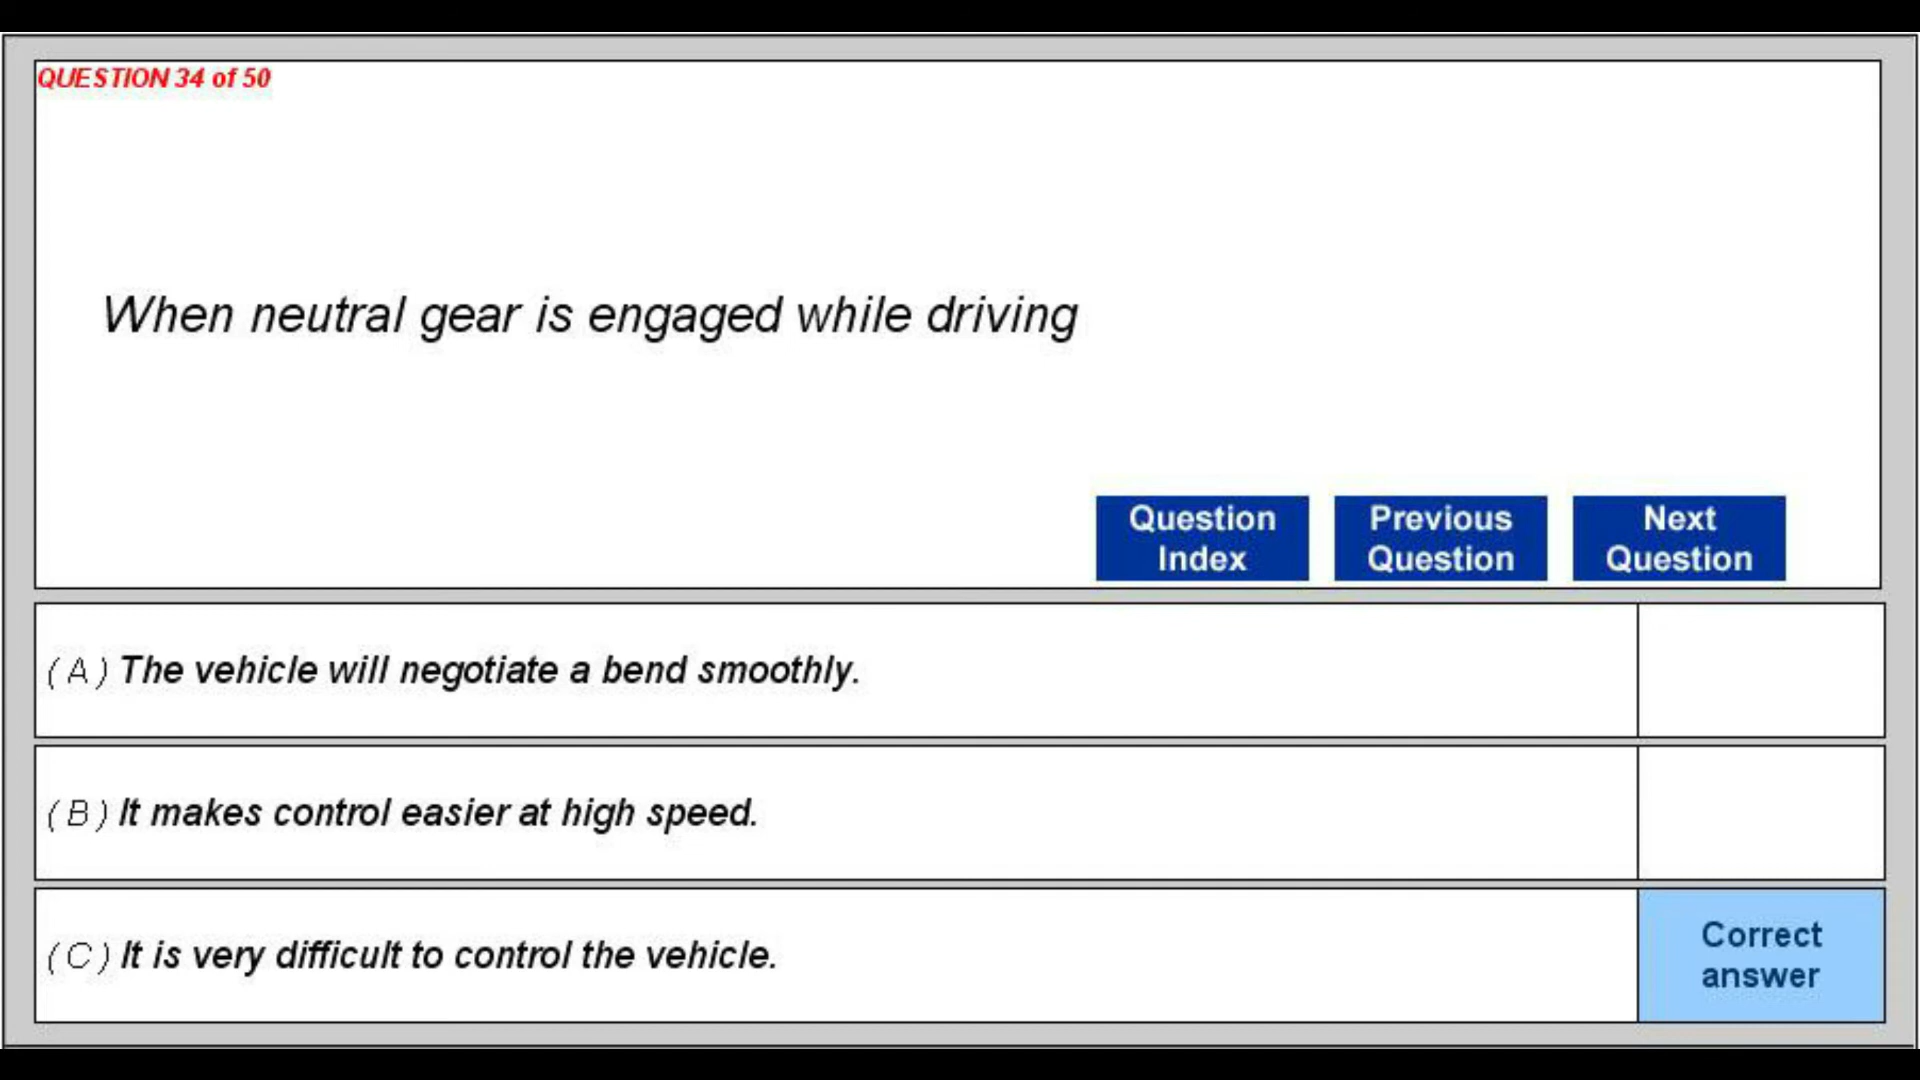 QUESTION 34 of 50
When neutral gear is engaged while driving
Question
Index
Previous
Question
Next
Question
(A) The vehicle will negotiate a bend smoothly.
(B) It makes control easier at high speed.
(C) It is very difficult to control the vehicle.
Correct
answer